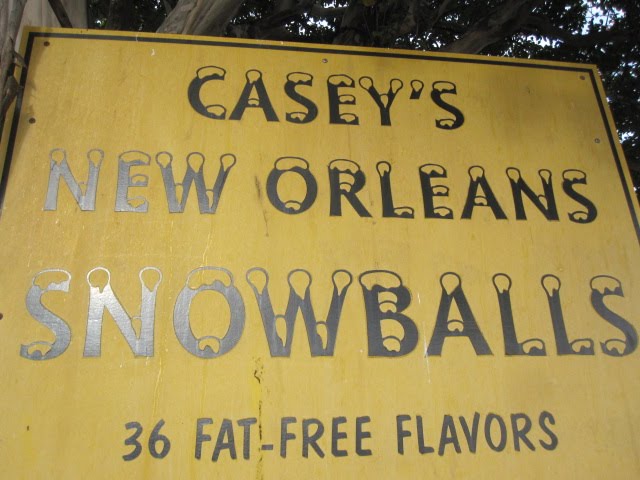 CASEY'S
NEW ORLEANS
SNOWBALLS
36 FAT-FREE FLAVORS